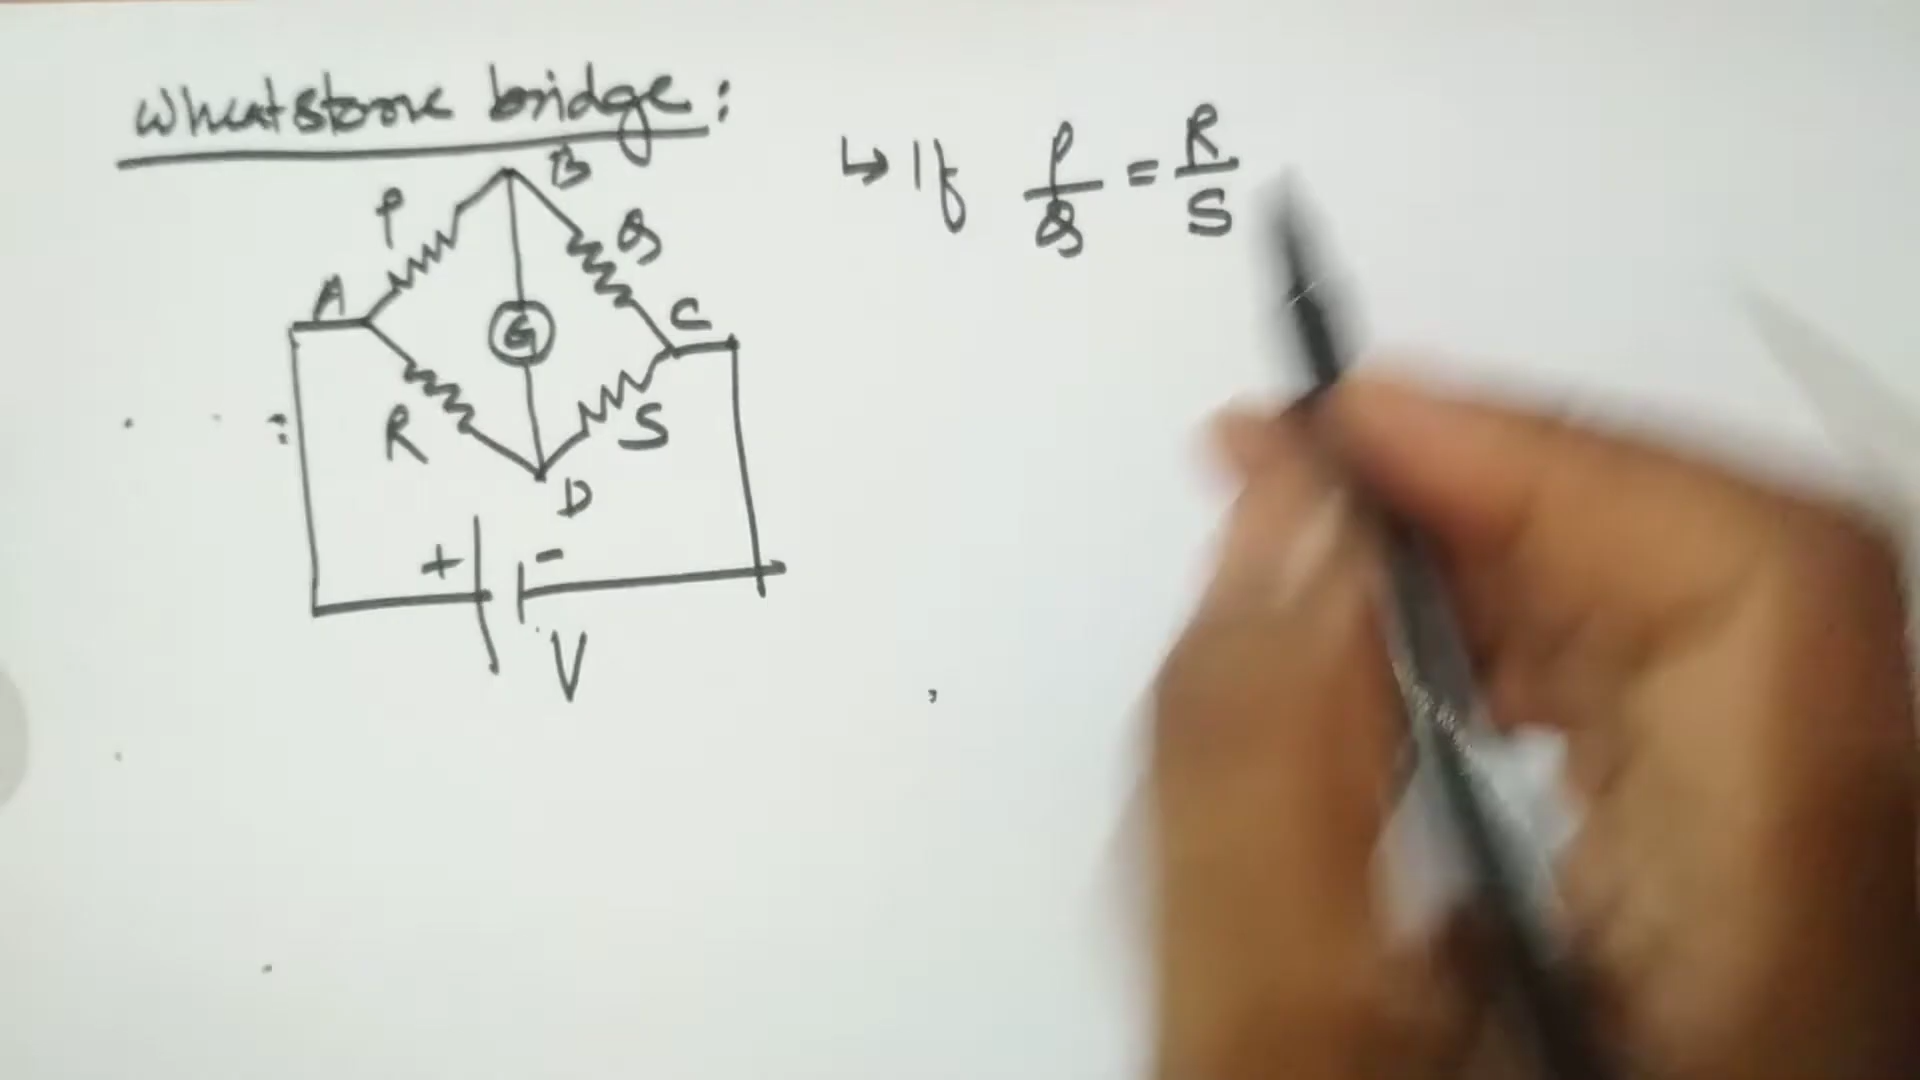 Wheatstone bridge:
↳ If P/Q = R/S
B
P
Q
A
C
G
R
S
D
+ -
V